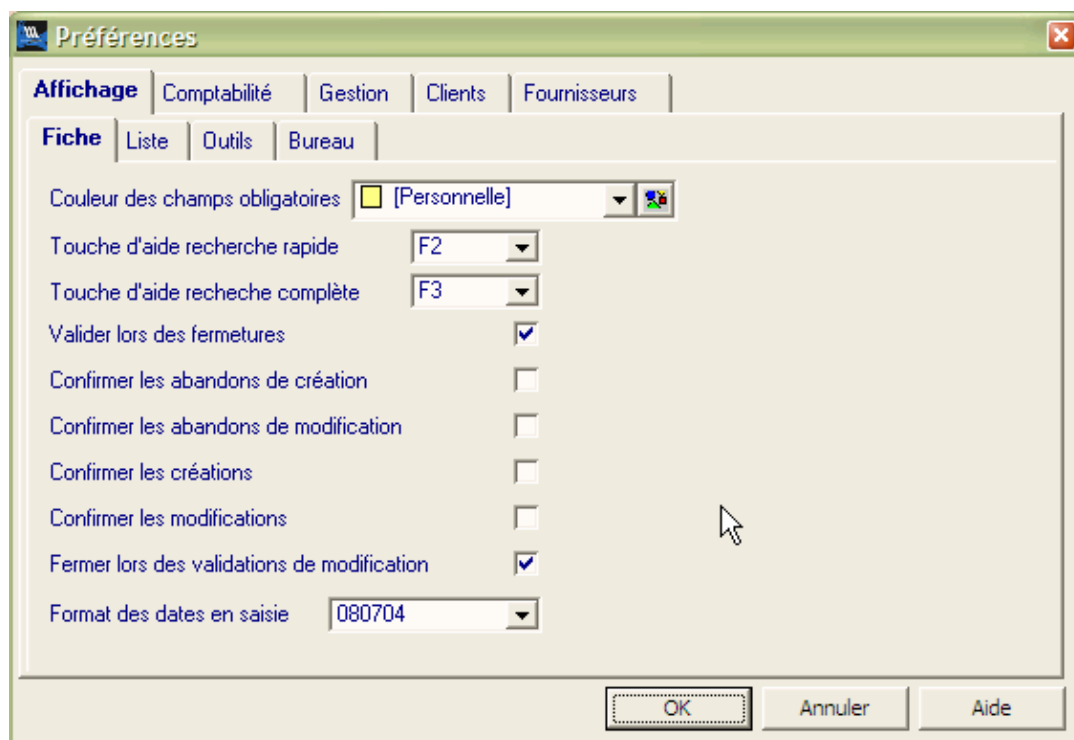 Préférences
Affichage Comptabilité Gestion Clients Fournisseurs
Fiche Liste Outils Bureau
Couleur des champs obligatoires [Personnelle]
Touche d'aide recherche rapide F2
Touche d'aide recheche complète F3
Valider lors des fermetures
Confirmer les abandons de création
Confirmer les abandons de modification
Confirmer les créations
Confirmer les modifications
Fermer lors des validations de modification
Format des dates en saisie 080704
OK Annuler Aide